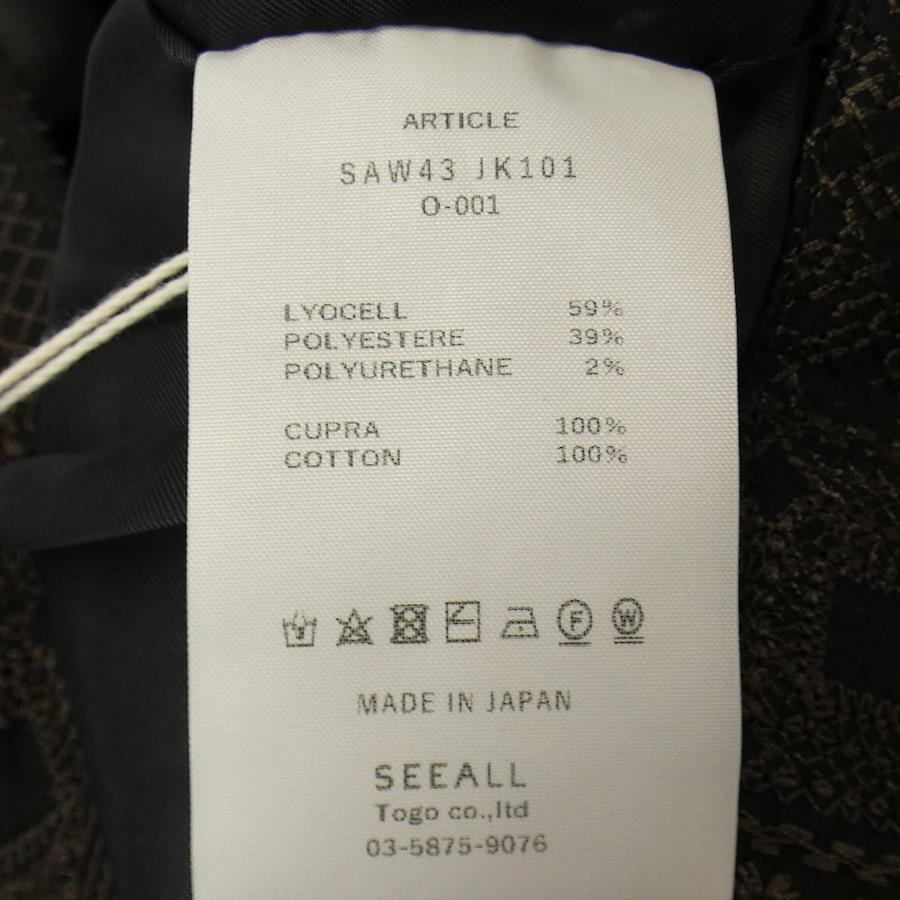 ARTICLE
SAW43 JK101
O-001
LYOCELL 59%
POLYESTERE 39%
POLYURETHANE 2%
CUPRA 100%
COTTON 100%
F W
MADE IN JAPAN
SEEALL
Togo co.,ltd
03-5875-9076